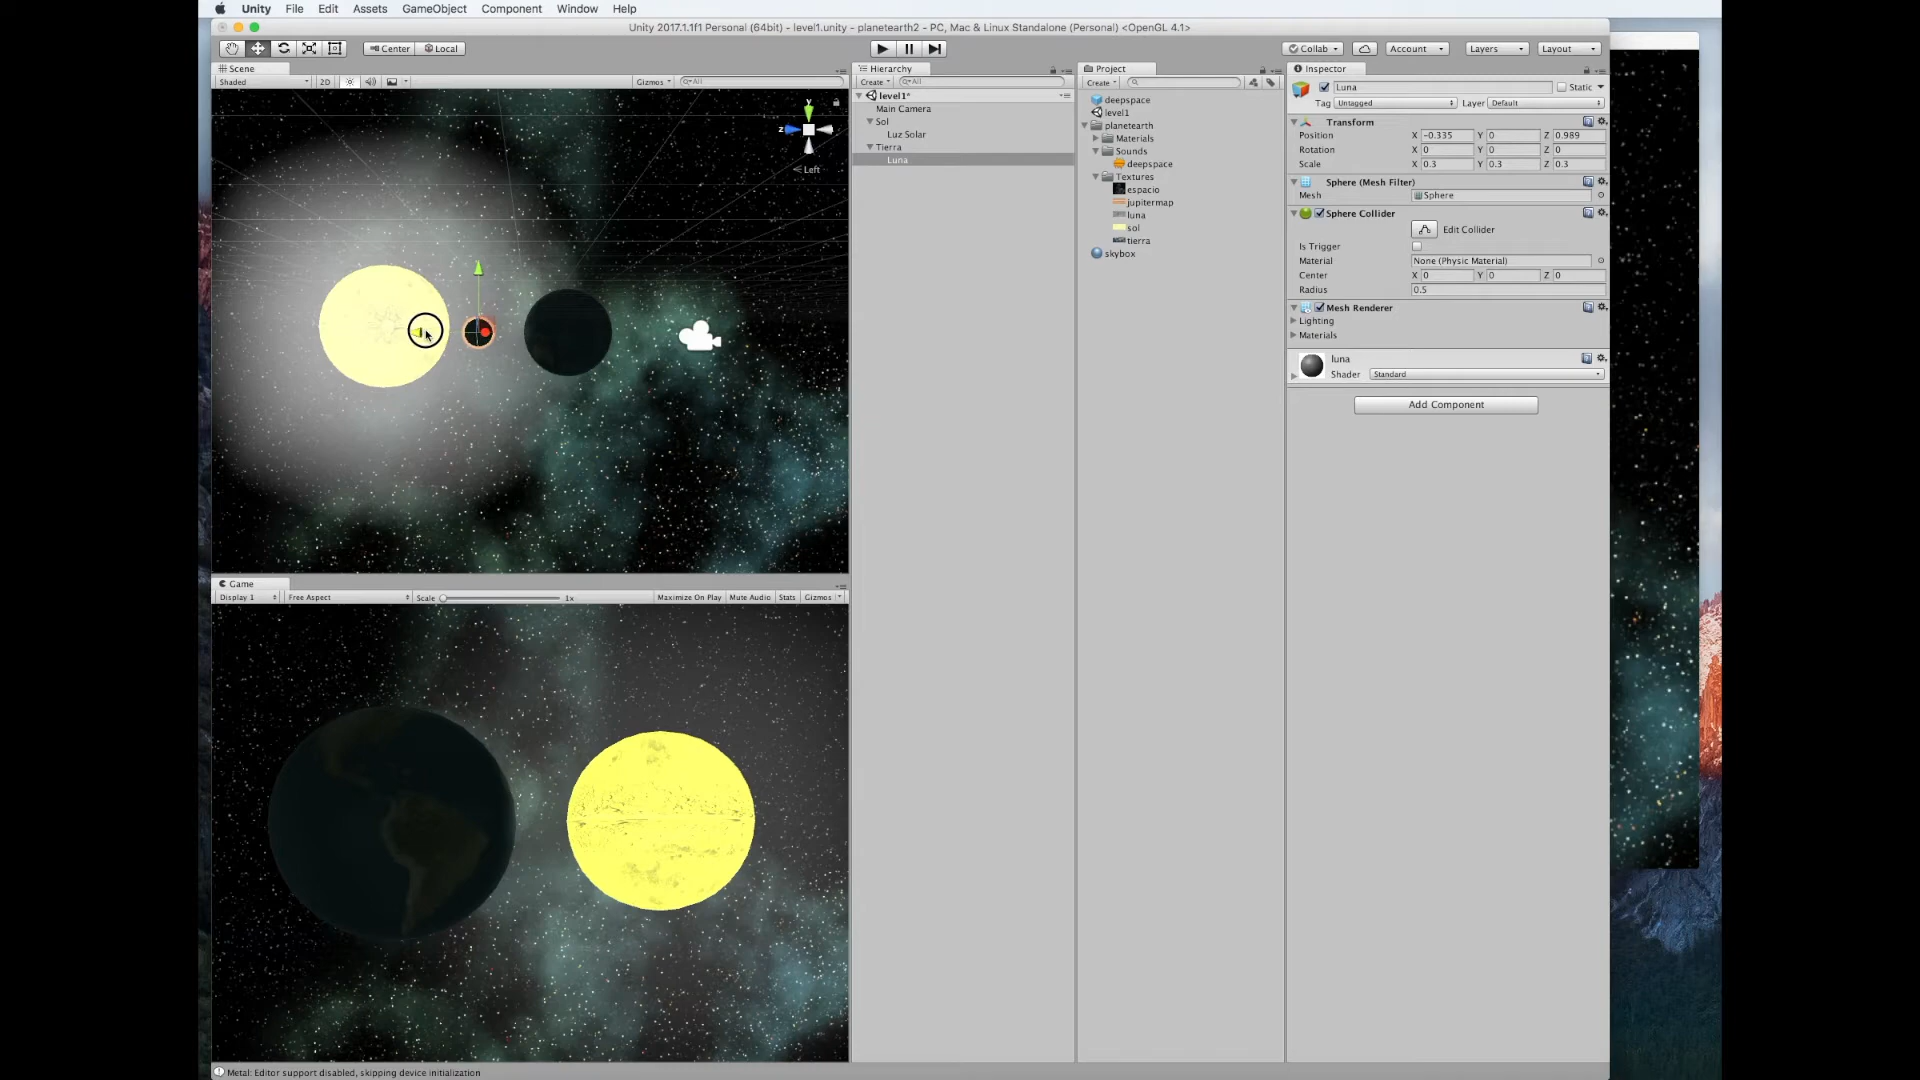 Unity File Edit Assets GameObject Component Window Help
Unity 2017.1.1f1 Personal (64bit) - level1.unity - planetearth2 - PC, Mac & Linux Standalone (Personal) <OpenGL 4.1>
Center Local Collab Account Layers Layout
Scene
Shaded 2D Gizmos All
y
z
Left
Game
Display 1 Free Aspect Scale 1x Maximize On Play Mute Audio Stats Gizmos
Hierarchy
Create All
level1*
Main Camera
Sol
Luz Solar
Tierra
Luna
Project
Create
deepspace
level1
planetearth
Materials
Sounds
deepspace
Textures
espacio
jupitermap
luna
sol
tierra
skybox
Inspector
Luna Static
Tag Untagged Layer Default
Transform
Position X -0.335 Y 0 Z 0.989
Rotation X 0 Y 0 Z 0
Scale X 0.3 Y 0.3 Z 0.3
Sphere (Mesh Filter)
Mesh Sphere
Sphere Collider
Edit Collider
Is Trigger
Material None (Physic Material)
Center X 0 Y 0 Z 0
Radius 0.5
Mesh Renderer
Lighting
Materials
luna
Shader Standard
Add Component
Metal: Editor support disabled, skipping device initialization